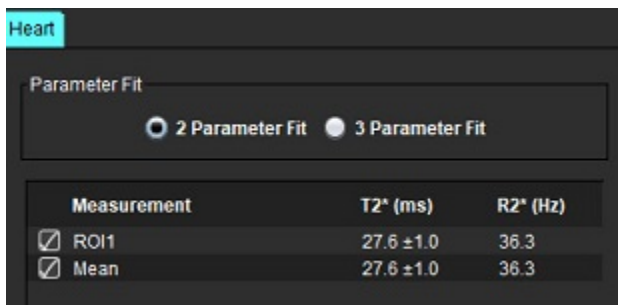 Heart
Parameter Fit
2 Parameter Fit 3 Parameter Fit
Measurement T2* (ms) R2* (Hz)
ROI1 27.6 ±1.0 36.3
Mean 27.6 ±1.0 36.3